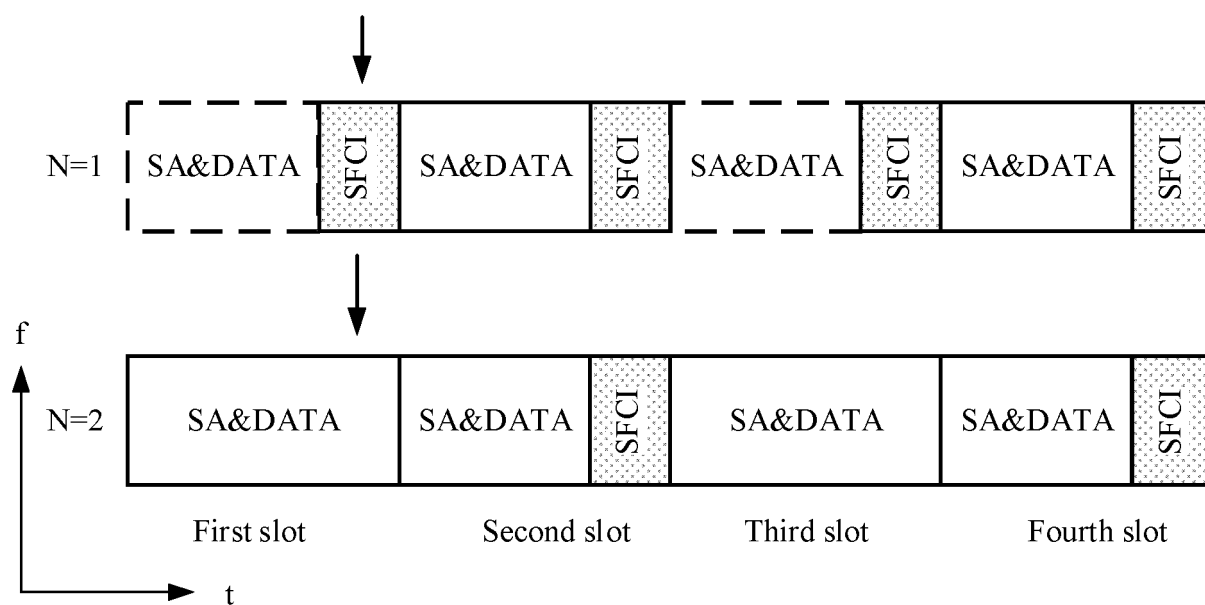 N=1 SA&DATA SFCI SA&DATA SFCI SA&DATA SFCI SA&DATA SFCI
f
N=2 SA&DATA SA&DATA SFCI SA&DATA SA&DATA SFCI
First slot Second slot Third slot Fourth slot
t